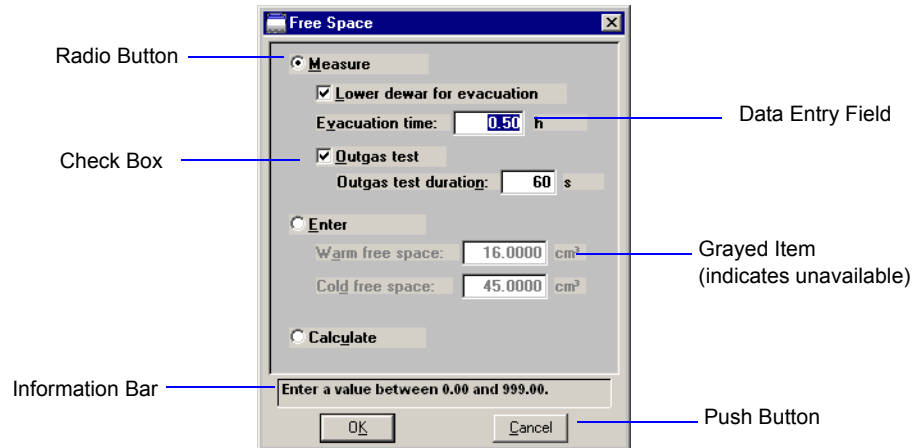 Free Space
Radio Button
Measure
Lower dewar for evacuation
Evacuation time: 0.50 h
Data Entry Field
Check Box
Outgas test
Outgas test duration: 60 s
Enter
Warm free space: 16.0000 cm³
Grayed Item
(indicates unavailable)
Cold free space: 45.0000 cm³
Calculate
Information Bar
Enter a value between 0.00 and 999.00.
OK
Cancel
Push Button